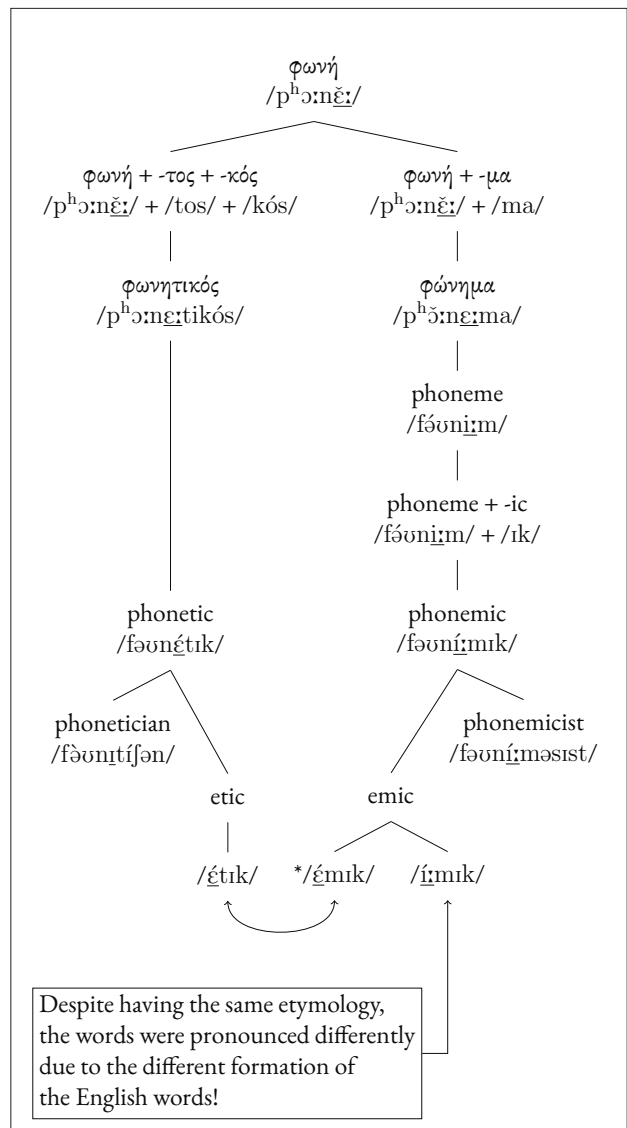 φωνή
/pʰɔːnɛ̌ː/
φωνή + -τος + -κός
/pʰɔːnɛ̌ː/ + /tos/ + /kós/
φωνή + -μα
/pʰɔːnɛ̌ː/ + /ma/
φωνητικός
/pʰɔːnɛːtikós/
φώνημα
/pʰɔ̌ːnɛːma/
phoneme
/fə́ʊniːm/
phoneme + -ic
/fə́ʊniːm/ + /ɪk/
phonetic
/fəʊnɛ́tɪk/
phonemic
/fəʊníːmɪk/
phonetician
/fə̀ʊnɪtíʃən/
phonemicist
/fəʊníːməsɪst/
etic
emic
/ɛ́tɪk/
*/ɛ́mɪk/
/íːmɪk/
Despite having the same etymology,
the words were pronounced differently
due to the different formation of
the English words!